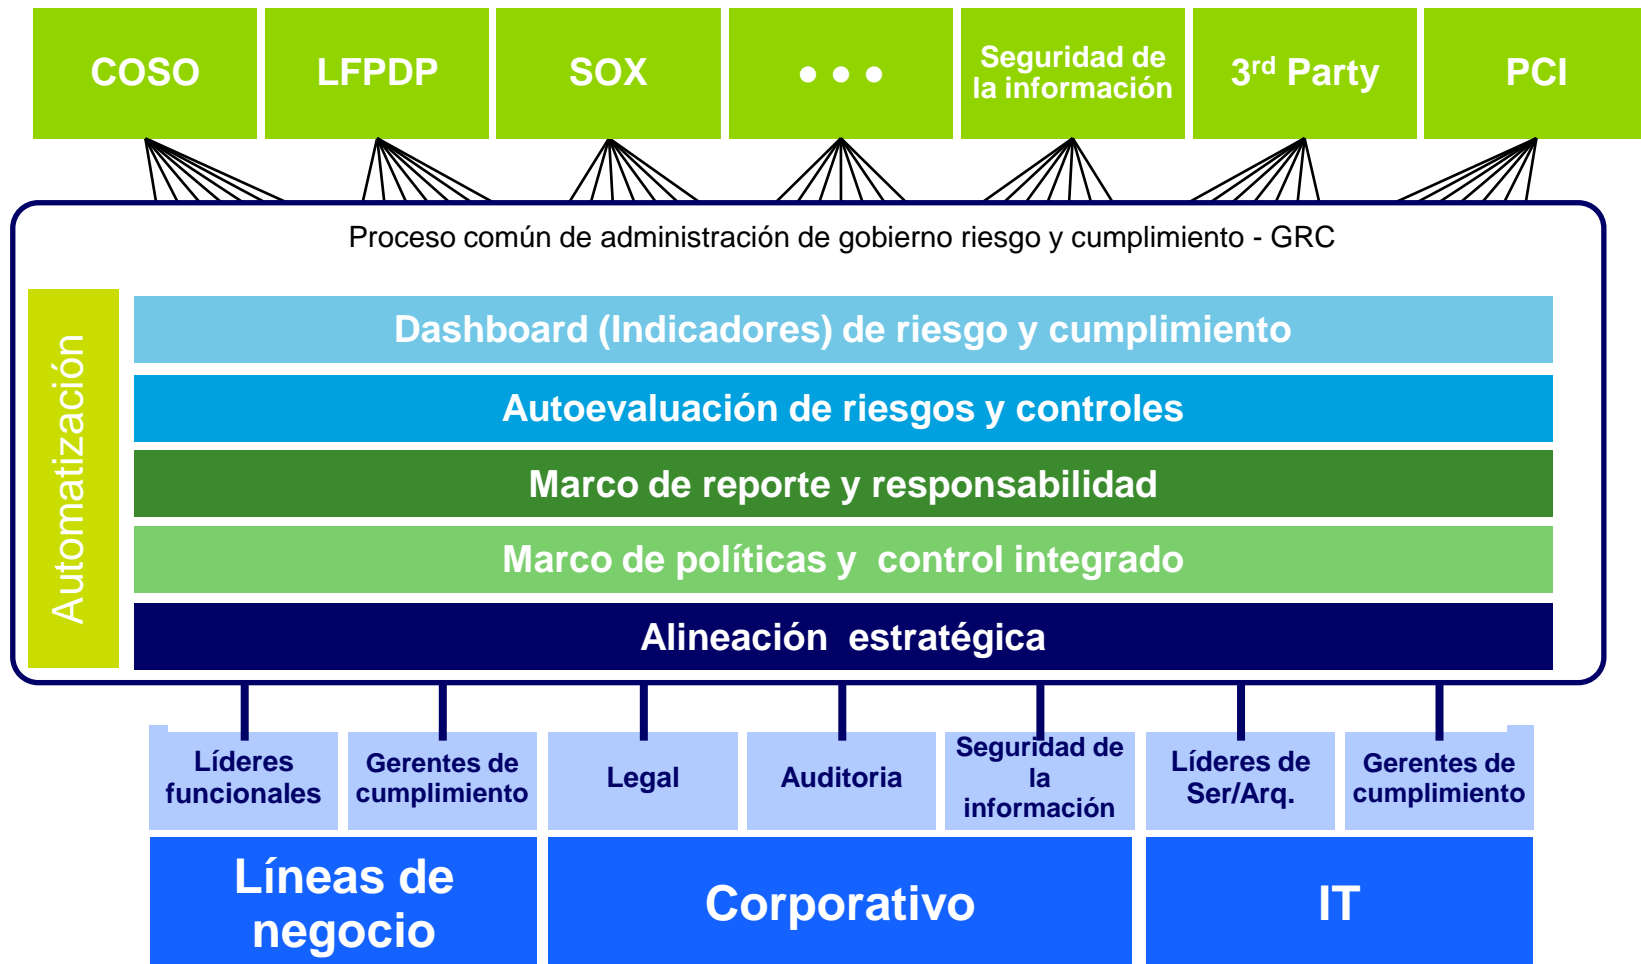 COSO
LFPDP
SOX
• • •
Seguridad de
la información
3rd Party
PCI
Proceso común de administración de gobierno riesgo y cumplimiento - GRC
Automatización
Dashboard (Indicadores) de riesgo y cumplimiento
Autoevaluación de riesgos y controles
Marco de reporte y responsabilidad
Marco de políticas y  control integrado
Alineación  estratégica
Líderes
funcionales
Gerentes de
cumplimiento
Legal
Auditoria
Seguridad de
la
información
Líderes de
Ser/Arq.
Gerentes de
cumplimiento
Líneas de
negocio
Corporativo
IT